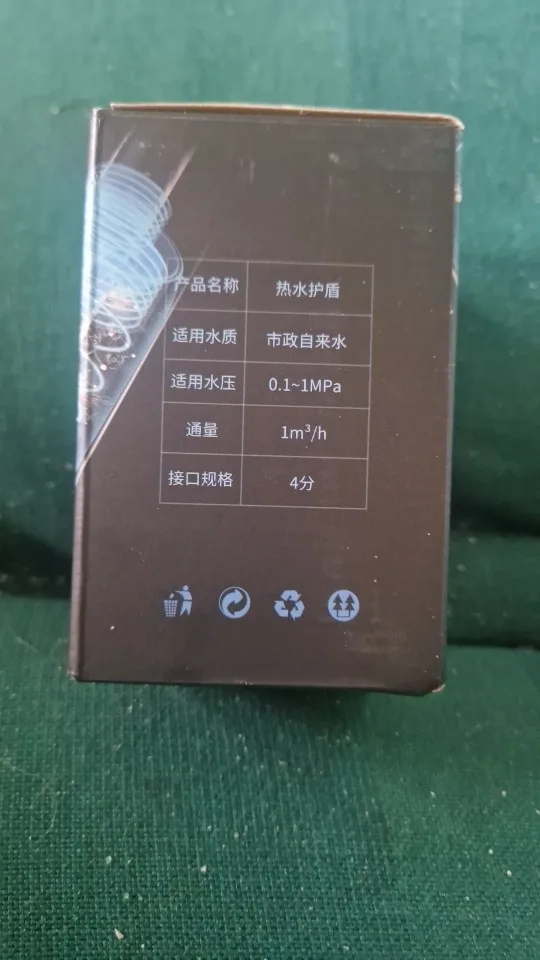 产品名称 热水护盾
适用水质 市政自来水
适用水压 0.1~1MPa
通量 1m³/h
接口规格 4分